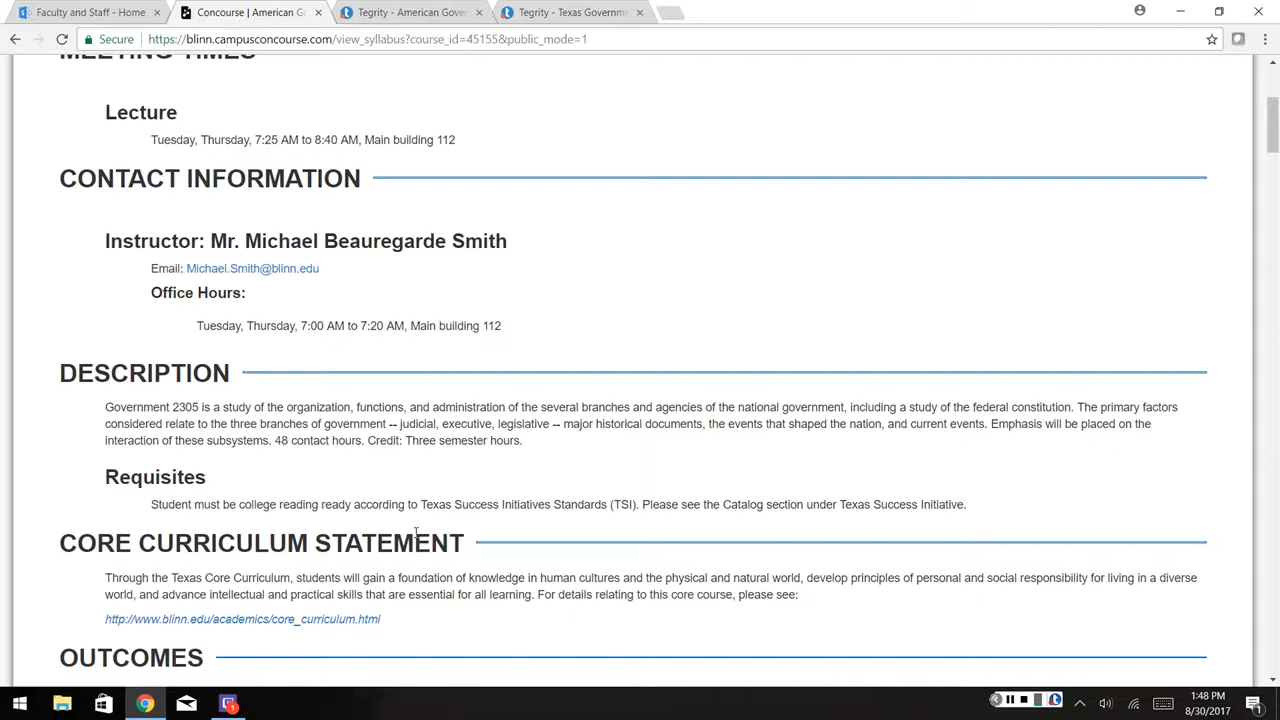 Faculty and Staff - Home
Concourse | American Go
Tegrity - American Gove
Tegrity - Texas Governme
Secure
https://blinn.campusconcourse.com/view_syllabus?course_id=45155&public_mode=1
MEETING TIMES
Lecture
Tuesday, Thursday, 7:25 AM to 8:40 AM, Main building 112
CONTACT INFORMATION
Instructor: Mr. Michael Beauregarde Smith
Email: Michael.Smith@blinn.edu
Office Hours:
Tuesday, Thursday, 7:00 AM to 7:20 AM, Main building 112
DESCRIPTION
Government 2305 is a study of the organization, functions, and administration of the several branches and agencies of the national government, including a study of the federal constitution. The primary factors
considered relate to the three branches of government -- judicial, executive, legislative -- major historical documents, the events that shaped the nation, and current events. Emphasis will be placed on the
interaction of these subsystems. 48 contact hours. Credit: Three semester hours.
Requisites
Student must be college reading ready according to Texas Success Initiatives Standards (TSI). Please see the Catalog section under Texas Success Initiative.
CORE CURRICULUM STATEMENT
Through the Texas Core Curriculum, students will gain a foundation of knowledge in human cultures and the physical and natural world, develop principles of personal and social responsibility for living in a diverse
world, and advance intellectual and practical skills that are essential for all learning. For details relating to this core course, please see:
http://www.blinn.edu/academics/core_curriculum.html
OUTCOMES
1:48 PM
8/30/2017